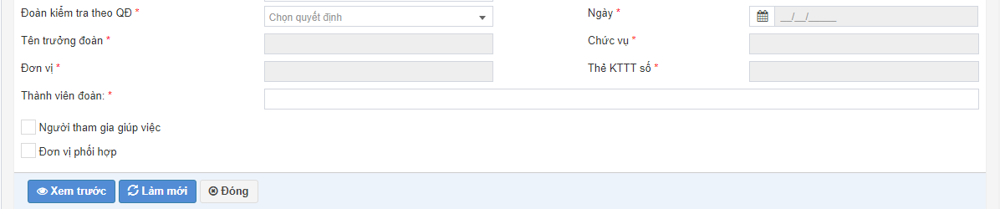 Đoàn kiểm tra theo QĐ * Chọn quyết định Ngày * __/__/____
Tên trưởng đoàn * Chức vụ *
Đơn vị * Thẻ KTTT số *
Thành viên đoàn: *
Người tham gia giúp việc
Đơn vị phối hợp
Xem trước Làm mới Đóng